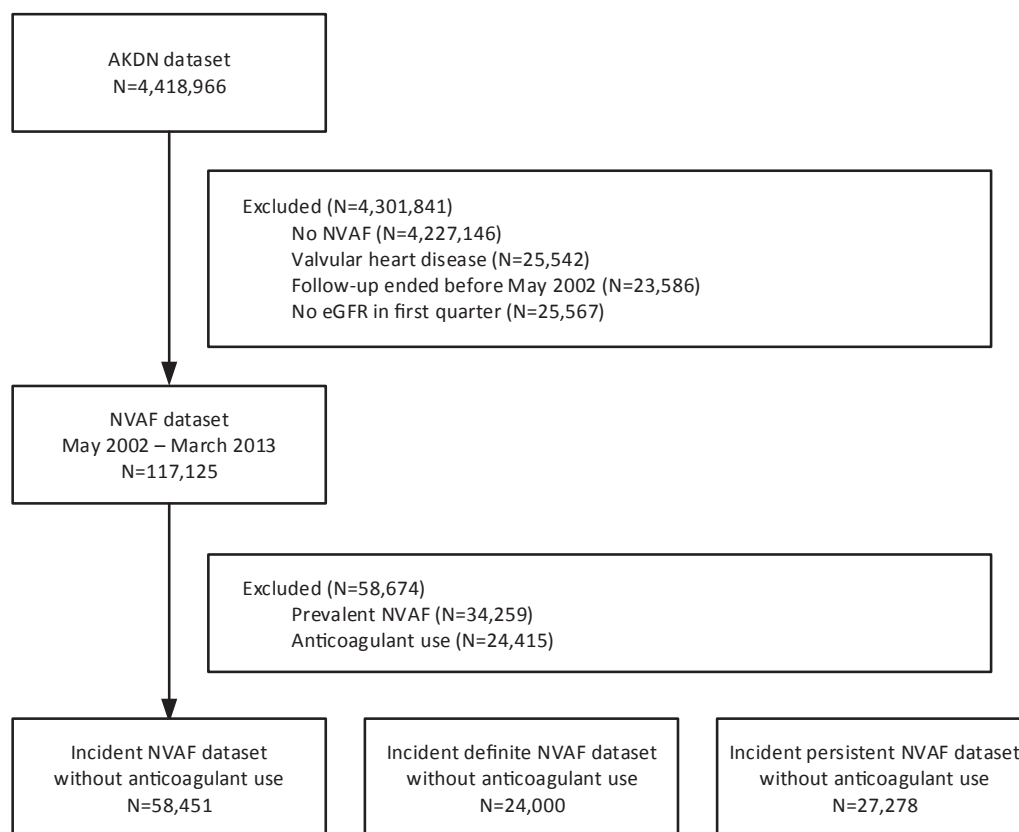 AKDN dataset
N=4,418,966
Excluded (N=4,301,841)
No NVAF (N=4,227,146)
Valvular heart disease (N=25,542)
Follow-up ended before May 2002 (N=23,586)
No eGFR in first quarter (N=25,567)
NVAF dataset
May 2002 – March 2013
N=117,125
Excluded (N=58,674)
Prevalent NVAF (N=34,259)
Anticoagulant use (N=24,415)
Incident NVAF dataset
without anticoagulant use
N=58,451
Incident definite NVAF dataset
without anticoagulant use
N=24,000
Incident persistent NVAF dataset
without anticoagulant use
N=27,278